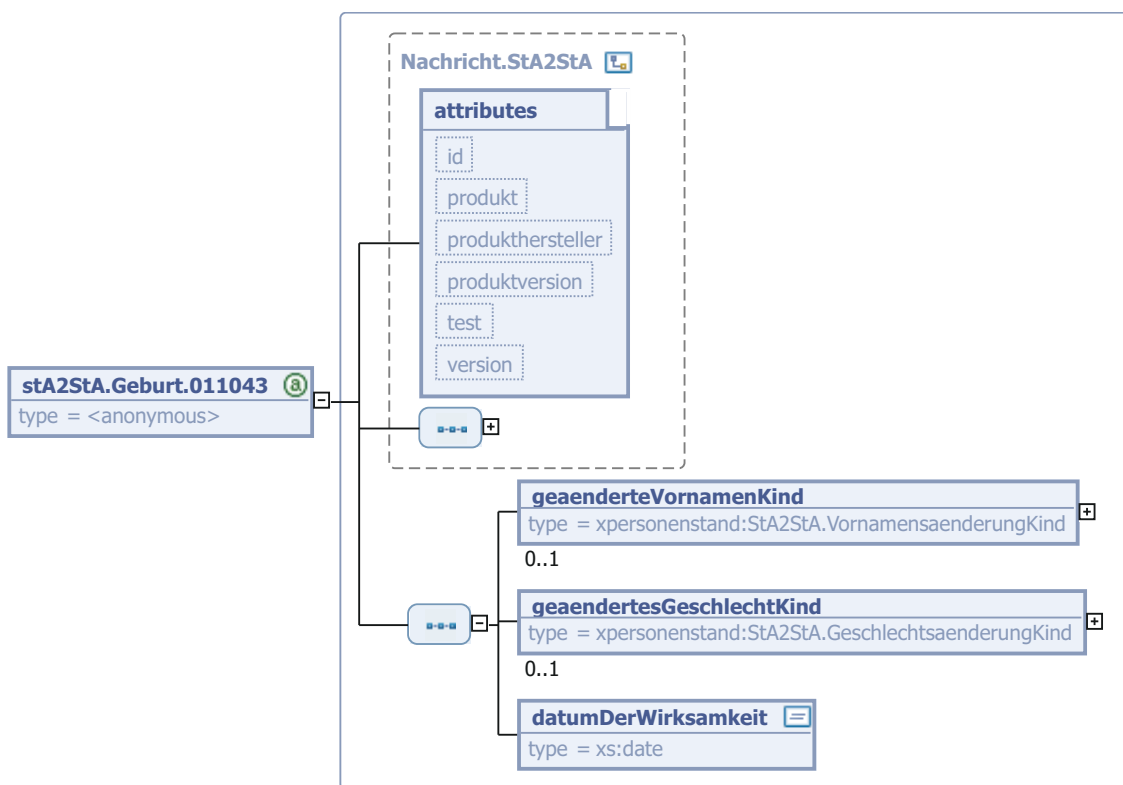 Nachricht.StA2StA
attributes
id
produkt
produkthersteller
produktversion
test
version
stA2StA.Geburt.011043
type = <anonymous>
geaenderteVornamenKind
type = xpersonenstand:StA2StA.VornamensaenderungKind
0..1
geaendertesGeschlechtKind
type = xpersonenstand:StA2StA.GeschlechtsaenderungKind
0..1
datumDerWirksamkeit
type = xs:date